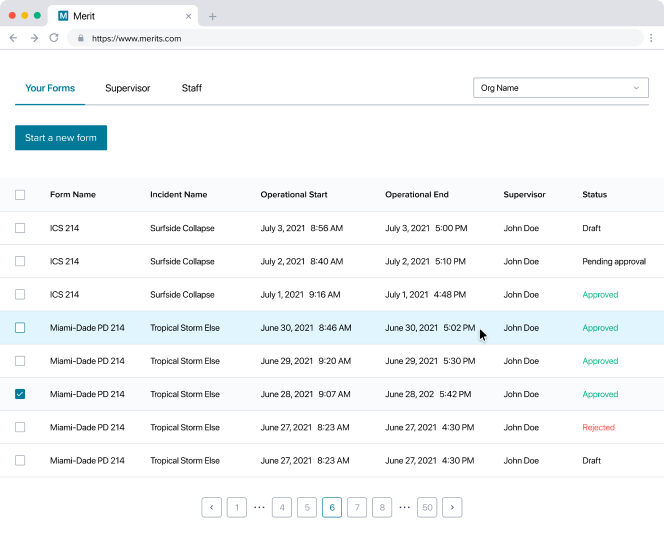 M Merit
https://www.merits.com
Your Forms Supervisor Staff Org Name
Start a new form
Form Name Incident Name Operational Start Operational End Supervisor Status
ICS 214 Surfside Collapse July 3, 2021 8:56 AM July 3, 2021 5:00 PM John Doe Draft
ICS 214 Surfside Collapse July 2, 2021 8:40 AM July 2, 2021 5:10 PM John Doe Pending approval
ICS 214 Surfside Collapse July 1, 2021 9:16 AM July 1, 2021 4:48 PM John Doe Approved
Miami-Dade PD 214 Tropical Storm Else June 30, 2021 8:46 AM June 30, 2021 5:02 PM John Doe Approved
Miami-Dade PD 214 Tropical Storm Else June 29, 2021 9:20 AM June 29, 2021 5:30 PM John Doe Approved
Miami-Dade PD 214 Tropical Storm Else June 28, 2021 9:07 AM June 28, 202 5:42 PM John Doe Approved
Miami-Dade PD 214 Tropical Storm Else June 27, 2021 8:23 AM June 27, 2021 4:30 PM John Doe Rejected
Miami-Dade PD 214 Tropical Storm Else June 27, 2021 8:23 AM June 27, 2021 4:30 PM John Doe Draft
1 ... 4 5 6 7 8 ... 50